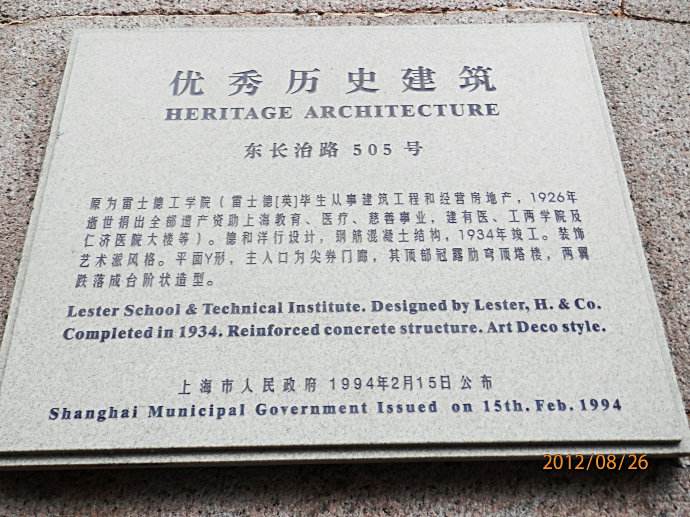 优秀历史建筑
HERITAGE ARCHITECTURE
东长治路 505 号
原为雷士德工学院（雷士德[英]毕生从事建筑工程和经营房地产，1926年
逝世捐出全部遗产资助上海教育、医疗、慈善事业，建有医、工两学院及
仁济医院大楼等）。德和洋行设计，钢筋混凝土结构，1934年竣工。装饰
艺术派风格。平面Y形，主入口为尖券门廊，其顶部冠露肋穹顶塔楼，两翼
跌落成台阶状造型。
Lester School & Technical Institute. Designed by Lester, H. & Co.
Completed in 1934. Reinforced concrete structure. Art Deco style.
上海市人民政府 1994年2月15日公布
Shanghai Municipal Government Issued on 15th. Feb. 1994
2012/08/26